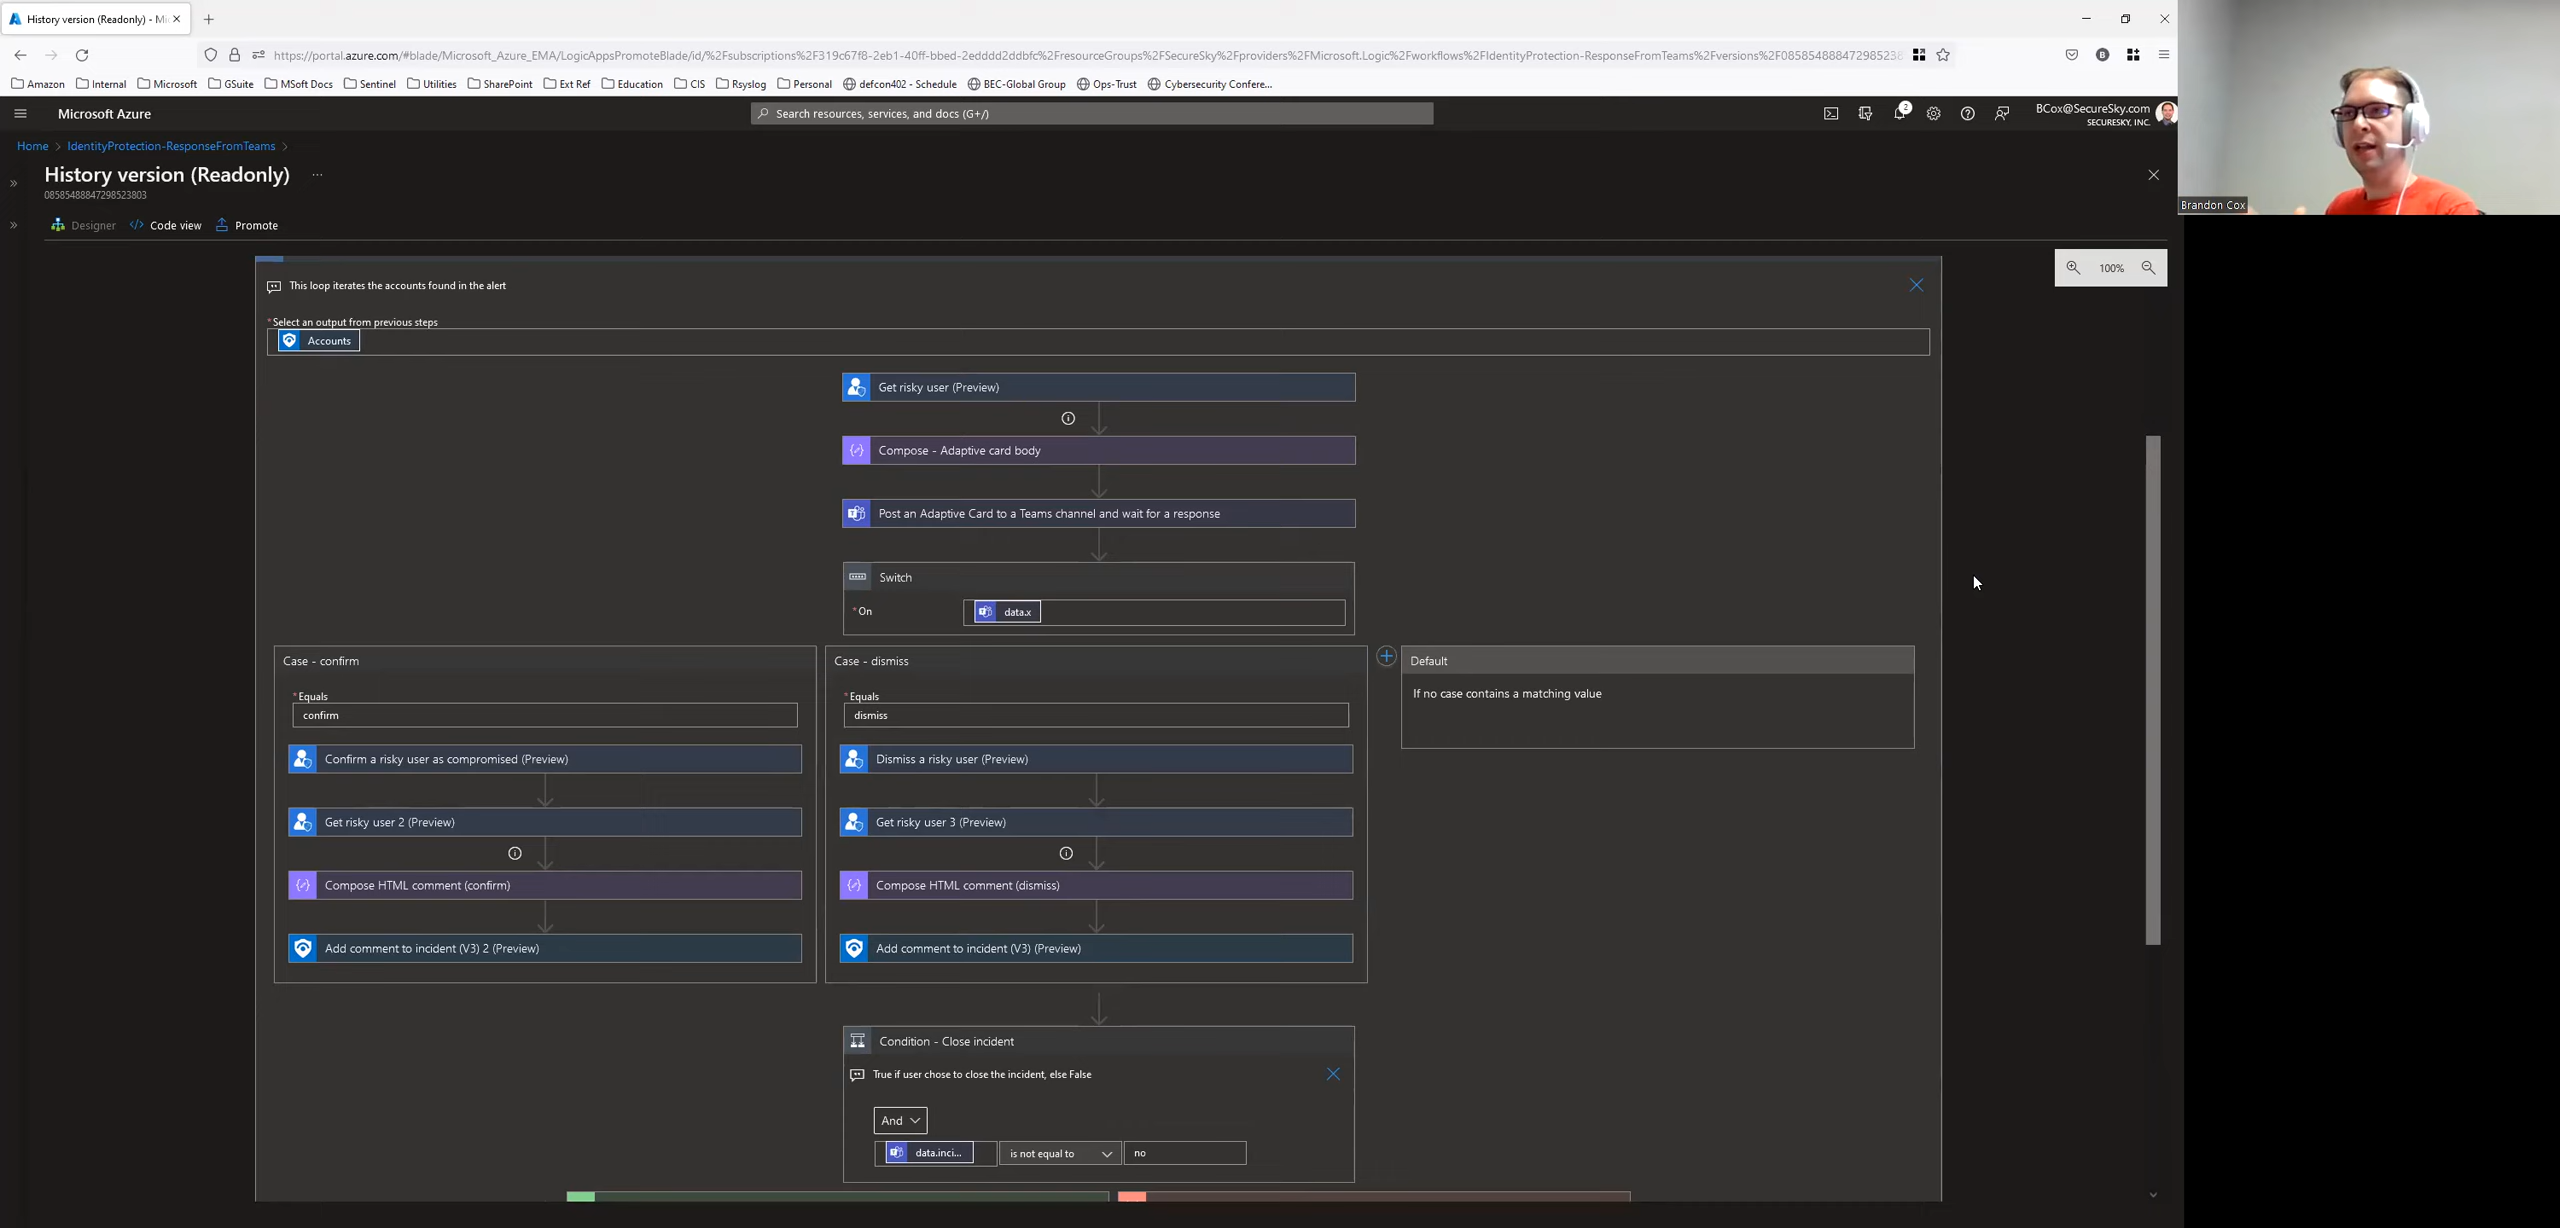 History version (Readonly) - Mi
https://portal.azure.com/#blade/Microsoft_Azure_EMA/LogicAppsPromoteBlade/id/%2Fsubscriptions%2F319c67f8-2eb1-40ff-bbed-2edddd2ddbfc%2FresourceGroups%2FSecureSky%2Fproviders%2FMicrosoft.Logic%2Fworkflows%2FIdentityProtection-ResponseFromTeams%2Fversions%2F08585488847298523803
Amazon Internal Microsoft GSuite MSoft Docs Sentinel Utilities SharePoint Ext Ref Education CIS Rsyslog Personal defcon402 - Schedule BEC-Global Group Ops-Trust Cybersecurity Confere...
Microsoft Azure
Search resources, services, and docs (G+/)
2
BCox@SecureSky.com
SECURESKY, INC.
Home > IdentityProtection-ResponseFromTeams >
History version (Readonly) ...
08585488847298523803
Brandon Cox
Designer Code view Promote
100%
This loop iterates the accounts found in the alert
*Select an output from previous steps
Accounts
Get risky user (Preview)
Compose - Adaptive card body
Post an Adaptive Card to a Teams channel and wait for a response
Switch
*On data.x
Case - confirm
*Equals
confirm
Confirm a risky user as compromised (Preview)
Get risky user 2 (Preview)
Compose HTML comment (confirm)
Add comment to incident (V3) 2 (Preview)
Case - dismiss
*Equals
dismiss
Dismiss a risky user (Preview)
Get risky user 3 (Preview)
Compose HTML comment (dismiss)
Add comment to incident (V3) (Preview)
Default
If no case contains a matching value
Condition - Close incident
True if user chose to close the incident, else False
And
data.inci... is not equal to no